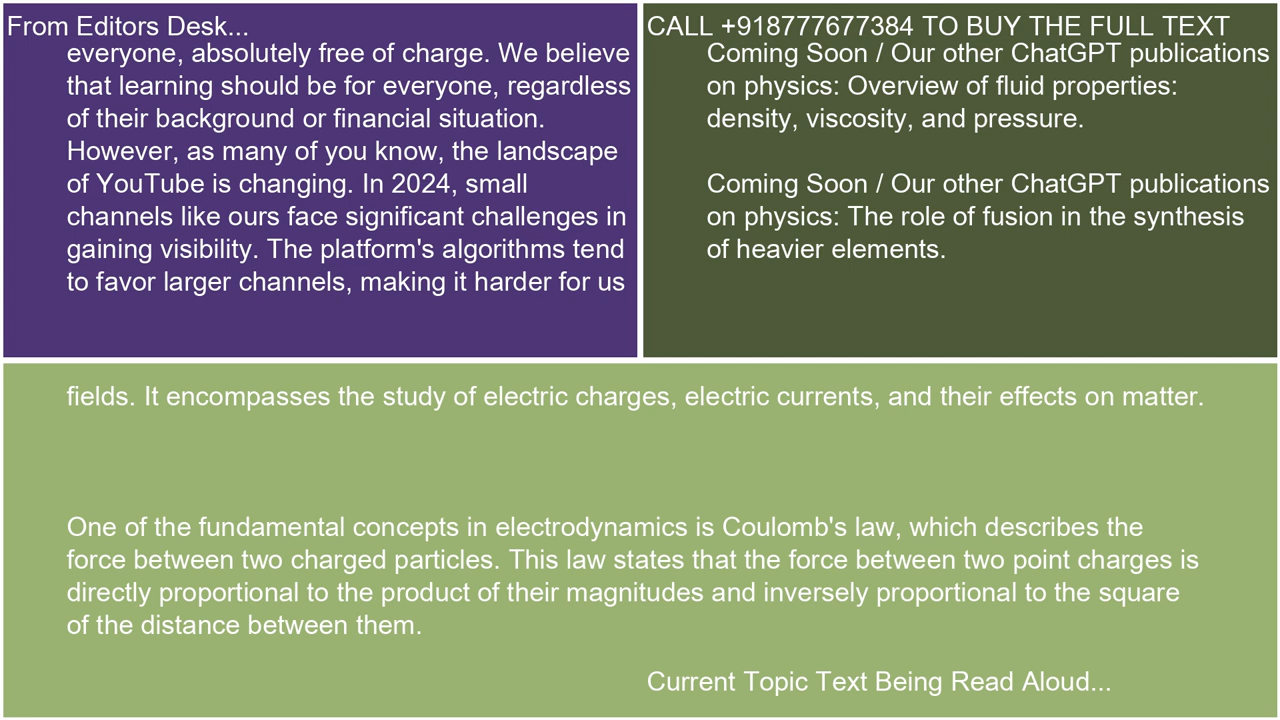 From Editors Desk...
everyone, absolutely free of charge. We believe
that learning should be for everyone, regardless
of their background or financial situation.
However, as many of you know, the landscape
of YouTube is changing. In 2024, small
channels like ours face significant challenges in
gaining visibility. The platform's algorithms tend
to favor larger channels, making it harder for us
CALL +918777677384 TO BUY THE FULL TEXT
Coming Soon / Our other ChatGPT publications
on physics: Overview of fluid properties:
density, viscosity, and pressure.
Coming Soon / Our other ChatGPT publications
on physics: The role of fusion in the synthesis
of heavier elements.
fields. It encompasses the study of electric charges, electric currents, and their effects on matter.
One of the fundamental concepts in electrodynamics is Coulomb's law, which describes the
force between two charged particles. This law states that the force between two point charges is
directly proportional to the product of their magnitudes and inversely proportional to the square
of the distance between them.
Current Topic Text Being Read Aloud...